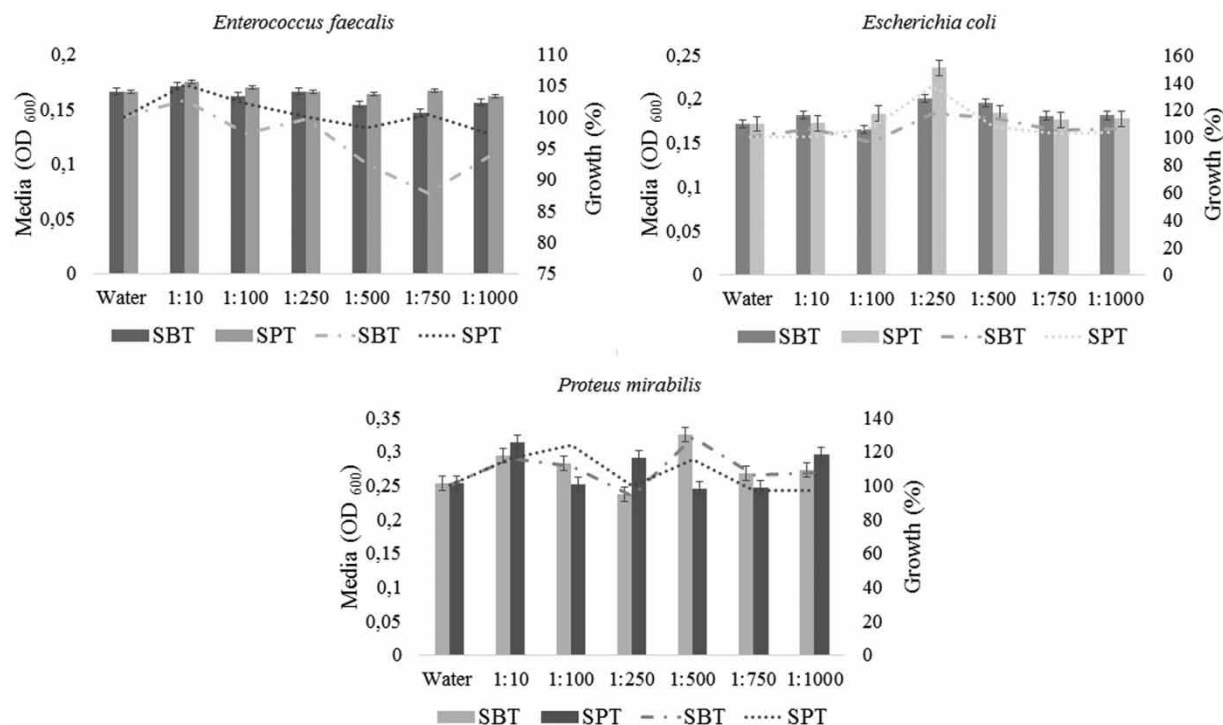 Enterococcus faecalis
Media (OD 600)
0,2
0,15
0,1
0,05
0
110
105
100
95
90
85
80
75
Growth (%)
Water 1:10 1:100 1:250 1:500 1:750 1:1000
SBT SPT SBT SPT
Escherichia coli
Media (OD 600)
0,25
0,2
0,15
0,1
0,05
0
160
140
120
100
80
60
40
20
0
Growth (%)
Water 1:10 1:100 1:250 1:500 1:750 1:1000
SBT SPT SBT SPT
Proteus mirabilis
Media (OD 600)
0,35
0,3
0,25
0,2
0,15
0,1
0,05
0
140
120
100
80
60
40
20
0
Growth (%)
Water 1:10 1:100 1:250 1:500 1:750 1:1000
SBT SPT SBT SPT